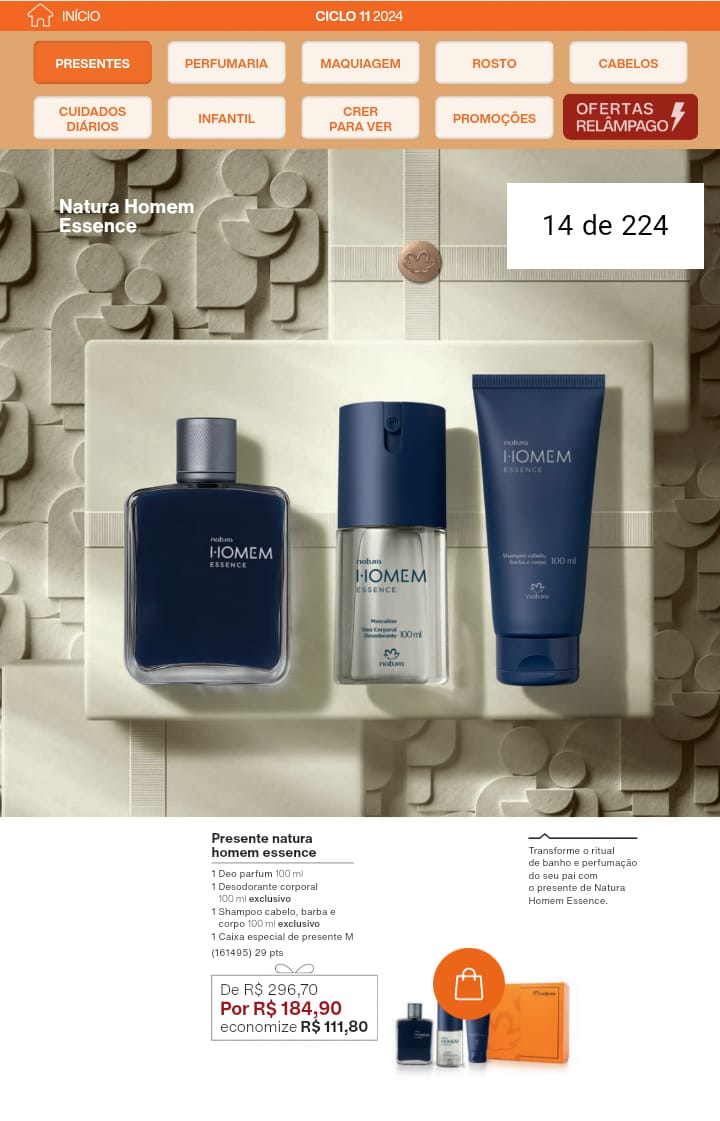 INÍCIO
CICLO 11 2024
PRESENTES
PERFUMARIA
MAQUIAGEM
ROSTO
CABELOS
CUIDADOS
DIÁRIOS
INFANTIL
CRER
PARA VER
PROMOÇÕES
OFERTAS
RELÂMPAGO
Natura Homem
Essence
14 de 224
natura
HOMEM
ESSENCE
natura
HOMEM
ESSENCE
Masculino
Deo Corporal
Desodorante 100 ml
natura
natura
HOMEM
ESSENCE
Shampoo cabelo,
barba e corpo 100 ml
natura
Presente natura
homem essence
1 Deo parfum 100 ml
1 Desodorante corporal
100 ml exclusivo
1 Shampoo cabelo, barba e
corpo 100 ml exclusivo
1 Caixa especial de presente M
(161495) 29 pts
De R$ 296,70
Por R$ 184,90
economize R$ 111,80
Transforme o ritual
de banho e perfumação
do seu pai com
o presente de Natura
Homem Essence.